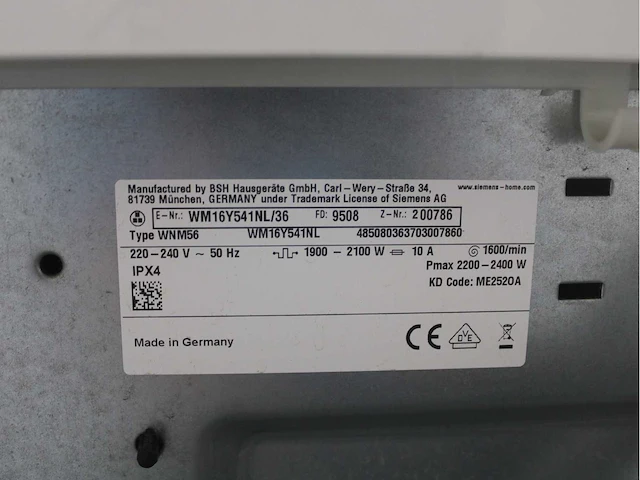 Manufactured by BSH Hausgeräte GmbH, Carl-Wery-Straße 34, www.siemens-home.com
81739 München, GERMANY under Trademark License of Siemens AG
E-Nr.: WM16Y541NL/36 FD: 9508 Z-Nr.: 200786
Type WNM56 WM16Y541NL 485080363703007860
220-240 V ~ 50 Hz 1900-2100 W 10 A 1600/min
IPX4 Pmax 2200-2400 W
KD Code: ME252OA
Made in Germany CE DVE